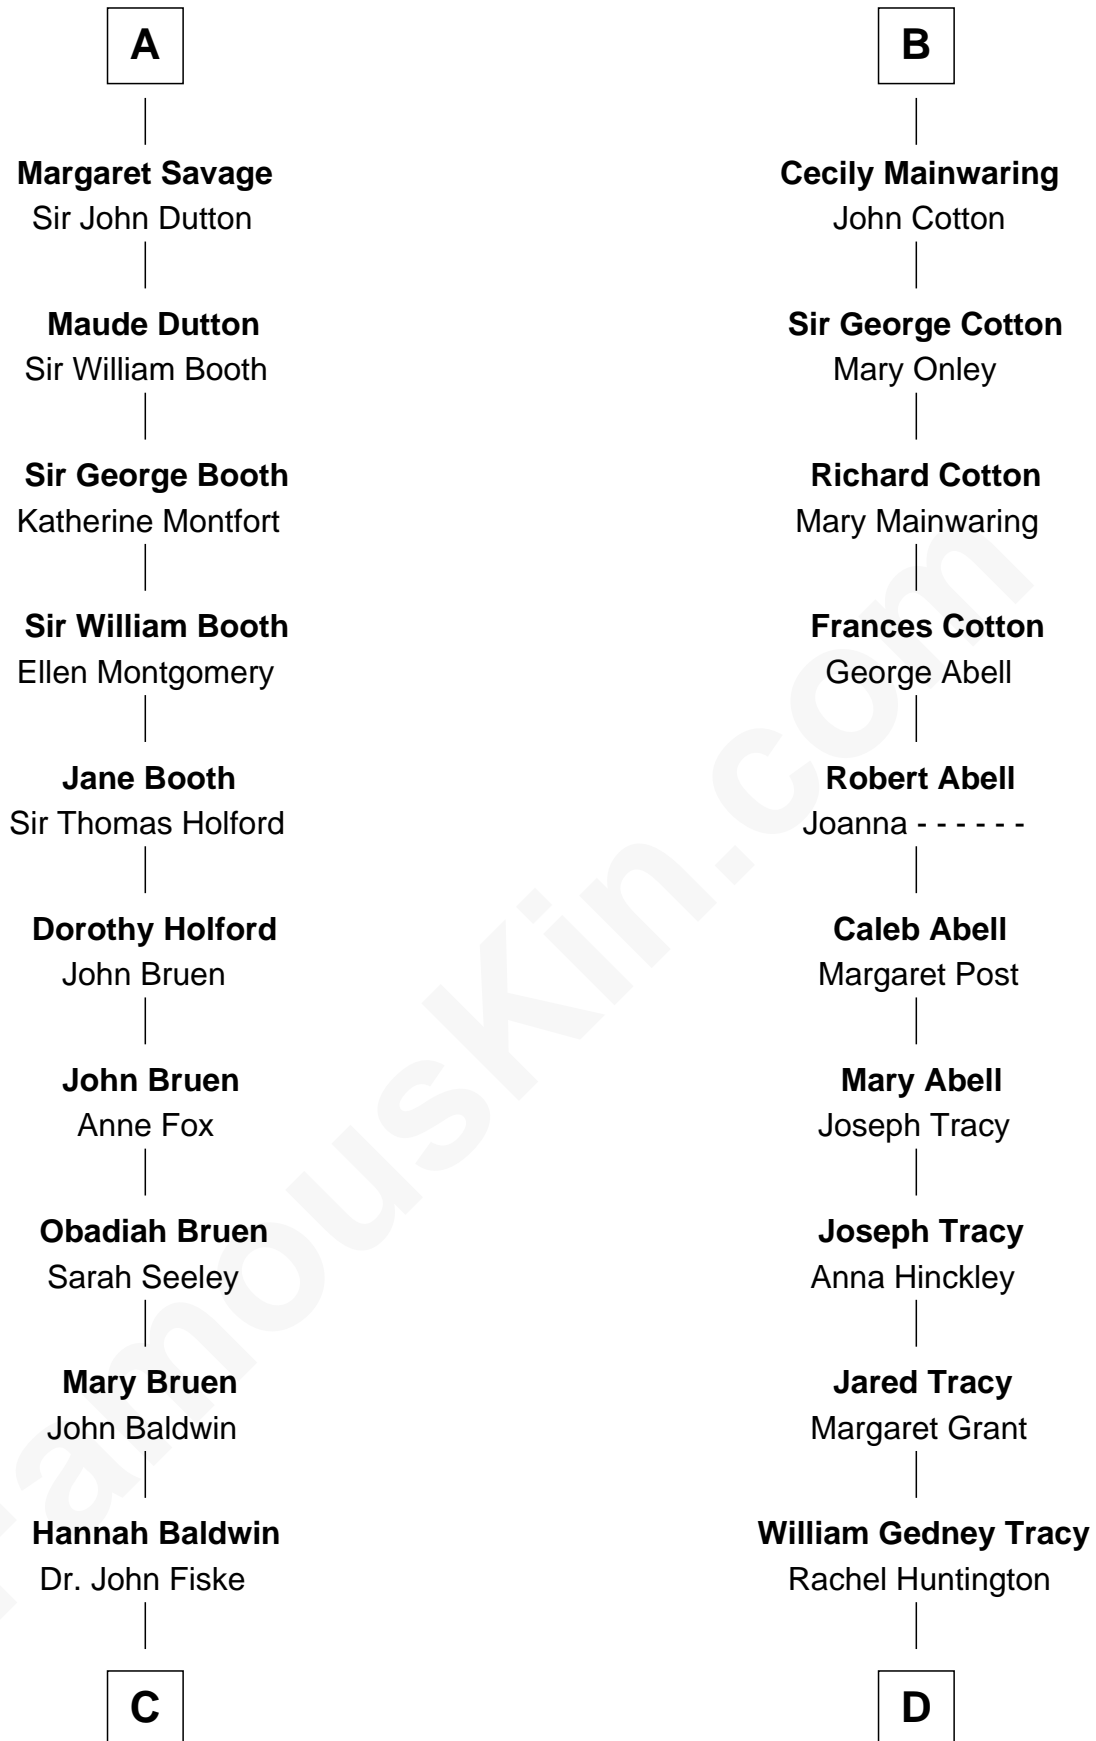 A
Margaret Savage
Sir John Dutton
Maude Dutton
Sir William Booth
Sir George Booth
Katherine Montfort
Sir William Booth
Ellen Montgomery
Jane Booth
Sir Thomas Holford
Dorothy Holford
John Bruen
John Bruen
Anne Fox
Obadiah Bruen
Sarah Seeley
Mary Bruen
John Baldwin
Hannah Baldwin
Dr. John Fiske
C
B
Cecily Mainwaring
John Cotton
Sir George Cotton
Mary Onley
Richard Cotton
Mary Mainwaring
Frances Cotton
George Abell
Robert Abell
Joanna - - - - - -
Caleb Abell
Margaret Post
Mary Abell
Joseph Tracy
Joseph Tracy
Anna Hinckley
Jared Tracy
Margaret Grant
William Gedney Tracy
Rachel Huntington
D
FamousKin.com